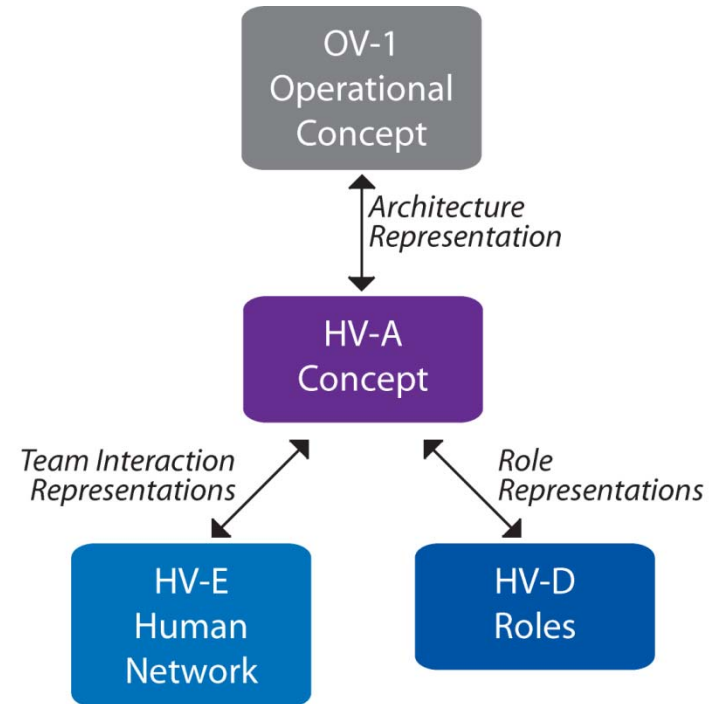 OV-1
Operational
Concept
Architecture
Representation
HV-A
Concept
Team Interaction
Representations
Role
Representations
HV-E
Human
Network
HV-D
Roles